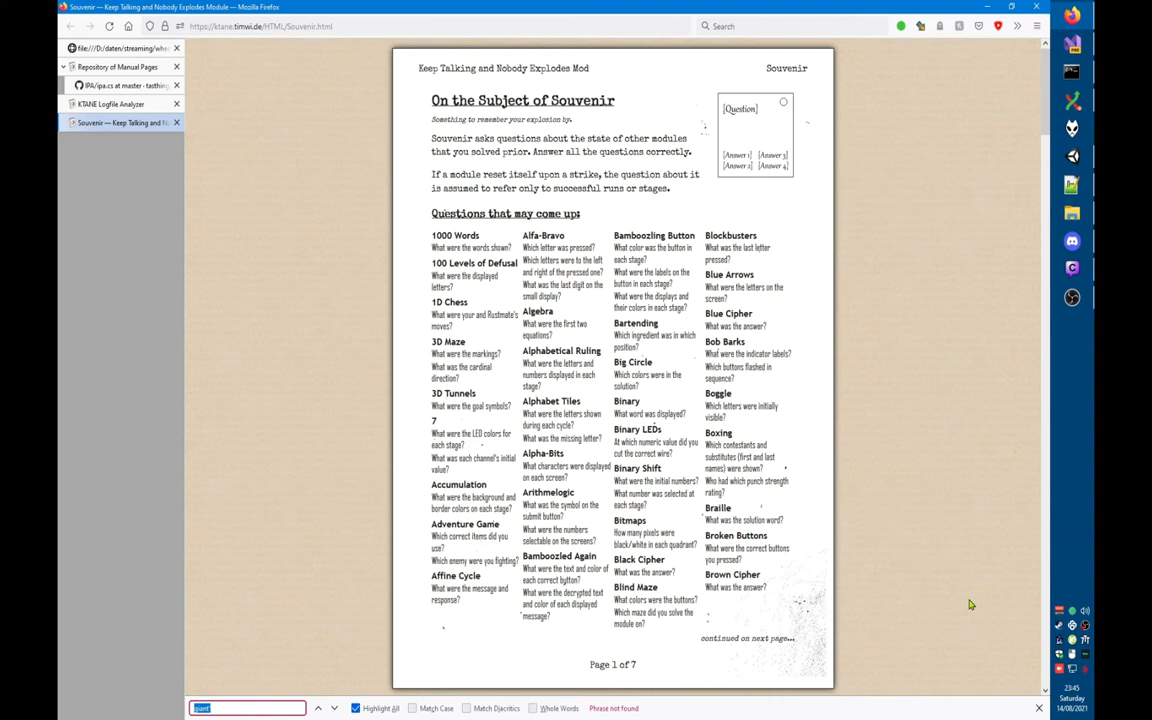 Souvenir — Keep Talking and Nobody Explodes Module — Mozilla Firefox
https://ktane.timwi.de/HTML/Souvenir.html
Search
file:///D:/daten/streaming/whe
Repository of Manual Pages
IPA/ipa.cs at master · tasthing
KTANE Logfile Analyzer
Souvenir — Keep Talking and N
Keep Talking and Nobody Explodes Mod
Souvenir
On the Subject of Souvenir
Something to remember your explosion by.
Souvenir asks questions about the state of other modules
that you solved prior. Answer all the questions correctly.
If a module reset itself upon a strike, the question about it
is assumed to refer only to successful runs or stages.
[Question]
[Answer 1] [Answer 3]
[Answer 2] [Answer 4]
Questions that may come up:
1000 Words
What were the words shown?
100 Levels of Defusal
What were the displayed
letters?
1D Chess
What were your and Rustmate's
moves?
3D Maze
What were the markings?
What was the cardinal
direction?
3D Tunnels
What were the goal symbols?
7
What were the LED colors for
each stage?
What was each channel's initial
value?
Accumulation
What were the background and
border colors on each stage?
Adventure Game
Which correct items did you
use?
Which enemy were you fighting?
Affine Cycle
What were the message and
response?
Alfa-Bravo
Which letter was pressed?
Which letters were to the left
and right of the pressed one?
What was the last digit on the
small display?
Algebra
What were the first two
equations?
Alphabetical Ruling
What were the letters and
numbers displayed in each
stage?
Alphabet Tiles
What were the letters shown
during each cycle?
What was the missing letter?
Alpha-Bits
What characters were displayed
on each screen?
Arithmelogic
What was the symbol on the
submit button?
What were the numbers
selectable on the screens?
Bamboozled Again
What were the text and color of
each correct button?
What were the decrypted text
and color of each displayed
message?
Bamboozling Button
What color was the button in
each stage?
What were the labels on the
button in each stage?
What were the displays and
their colors in each stage?
Bartending
Which ingredient was in which
position?
Big Circle
Which colors were in the
solution?
Binary
What word was displayed?
Binary LEDs
At which numeric value did you
cut the correct wire?
Binary Shift
What were the initial numbers?
What number was selected at
each stage?
Bitmaps
How many pixels were
black/white in each quadrant?
Black Cipher
What was the answer?
Blind Maze
What colors were the buttons?
Which maze did you solve the
module on?
Blockbusters
What was the last letter
pressed?
Blue Arrows
What were the letters on the
screen?
Blue Cipher
What was the answer?
Bob Barks
What were the indicator labels?
Which buttons flashed in
sequence?
Boggle
Which letters were initially
visible?
Boxing
Which contestants and
substitutes (first and last
names) were shown?
Who had which punch strength
rating?
Braille
What was the solution word?
Broken Buttons
What were the correct buttons
you pressed?
Brown Cipher
What was the answer?
continued on next page...
Page 1 of 7
Highlight All
Match Case
Match Diacritics
Whole Words
Phrase not found
23:45
Saturday
14/08/2021